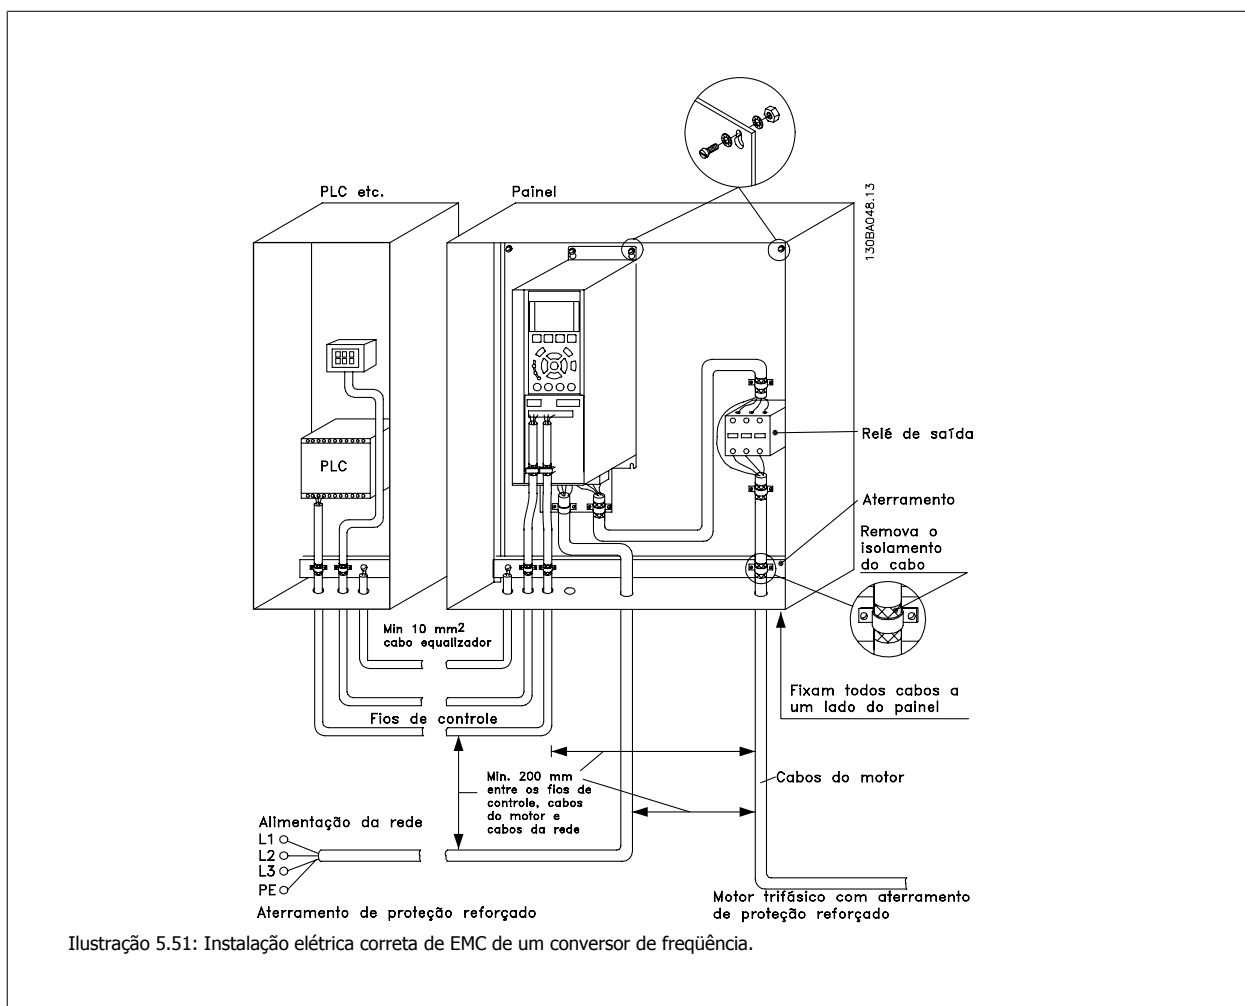 PLC etc.
Painel
130BA048.13
PLC
Relé de saída
Aterramento
Remova o
isolamento
do cabo
Min 10 mm2
cabo equalizador
Fixam todos cabos a
um lado do painel
Fios de controle
Min. 200 mm
entre os fios de
controle, cabos
do motor e
cabos da rede
Cabos do motor
Alimentação da rede
L1
L2
L3
PE
Aterramento de proteção reforçado
Motor trifásico com aterramento
de proteção reforçado
Ilustração 5.51: Instalação elétrica correta de EMC de um conversor de freqüência.